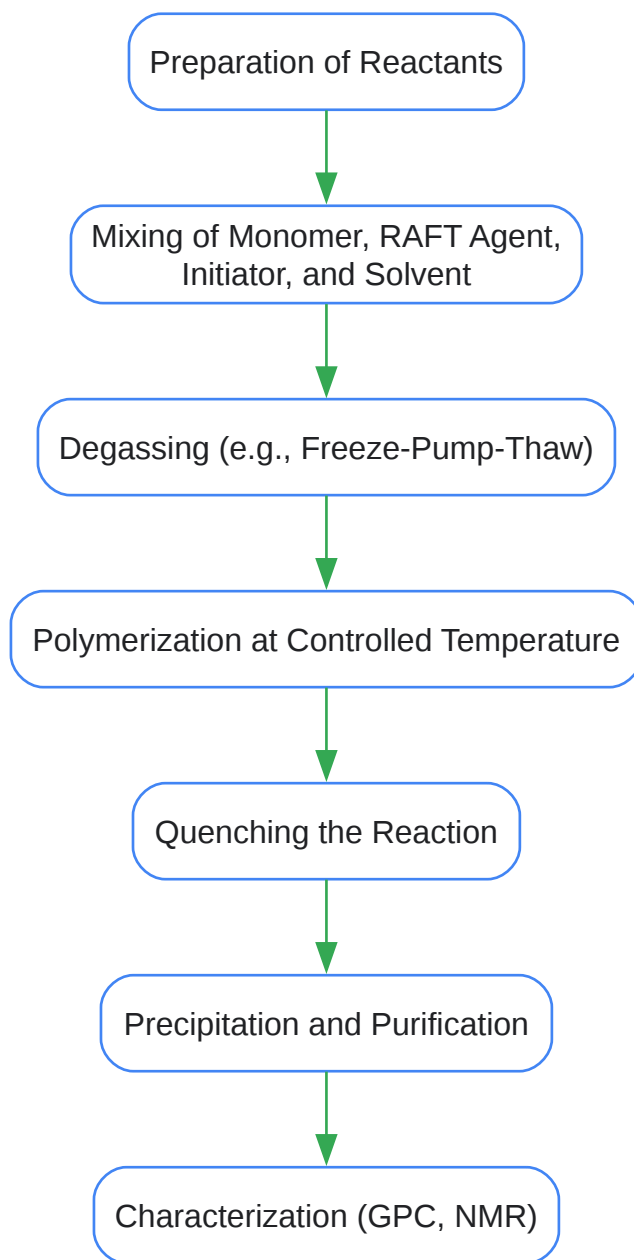 Preparation of Reactants
Mixing of Monomer, RAFT Agent,
Initiator, and Solvent
Degassing (e.g., Freeze-Pump-Thaw)
Polymerization at Controlled Temperature
Quenching the Reaction
Precipitation and Purification
Characterization (GPC, NMR)